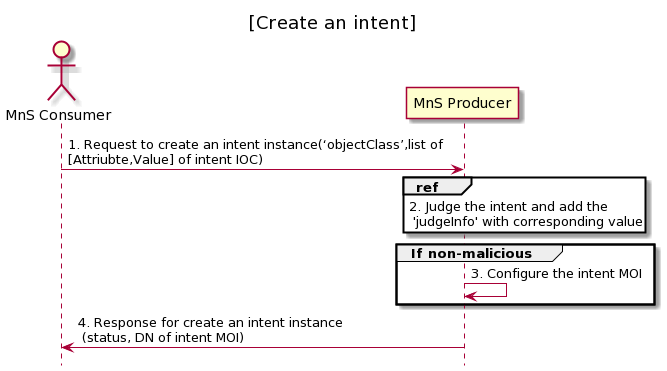 [Create an intent]
MnS Consumer
MnS Producer
1. Request to create an intent instance(‘objectClass’,list of
[Attriubte,Value] of intent IOC)
ref
2. Judge the intent and add the
'judgeInfo' with corresponding value
If non-malicious
3. Configure the intent MOI
4. Response for create an intent instance
(status, DN of intent MOI)